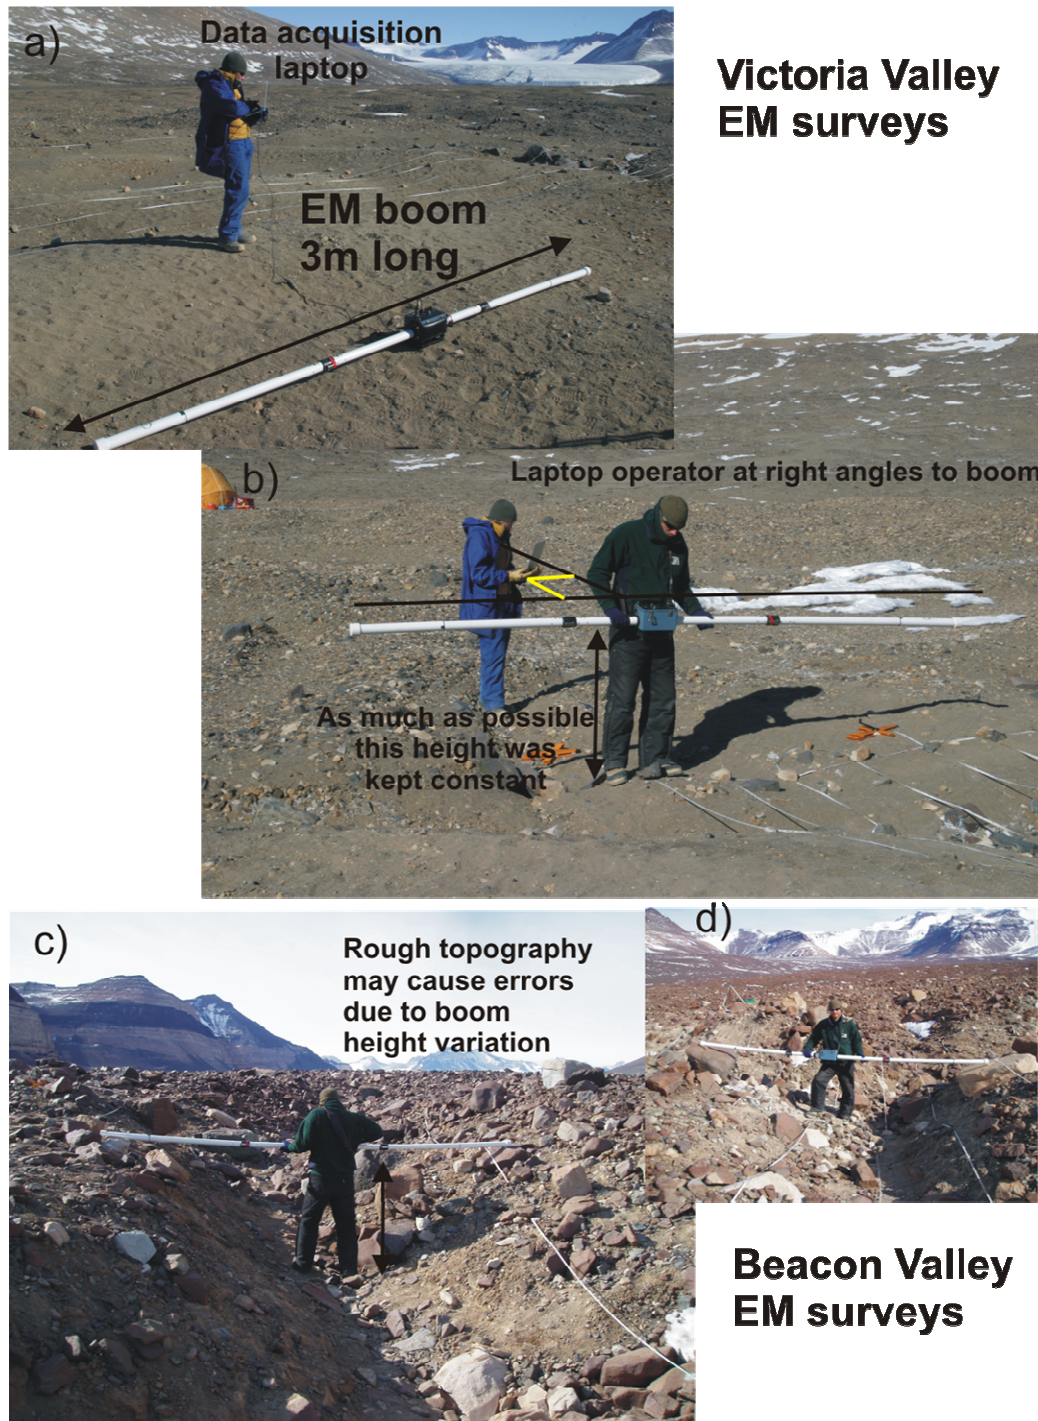 a)
Data acquisition
laptop
Victoria Valley
EM surveys
EM boom
3m long
b)
Laptop operator at right angles to boom
As much as possible
this height was
kept constant
c)
Rough topography
may cause errors
due to boom
height variation
d)
Beacon Valley
EM surveys